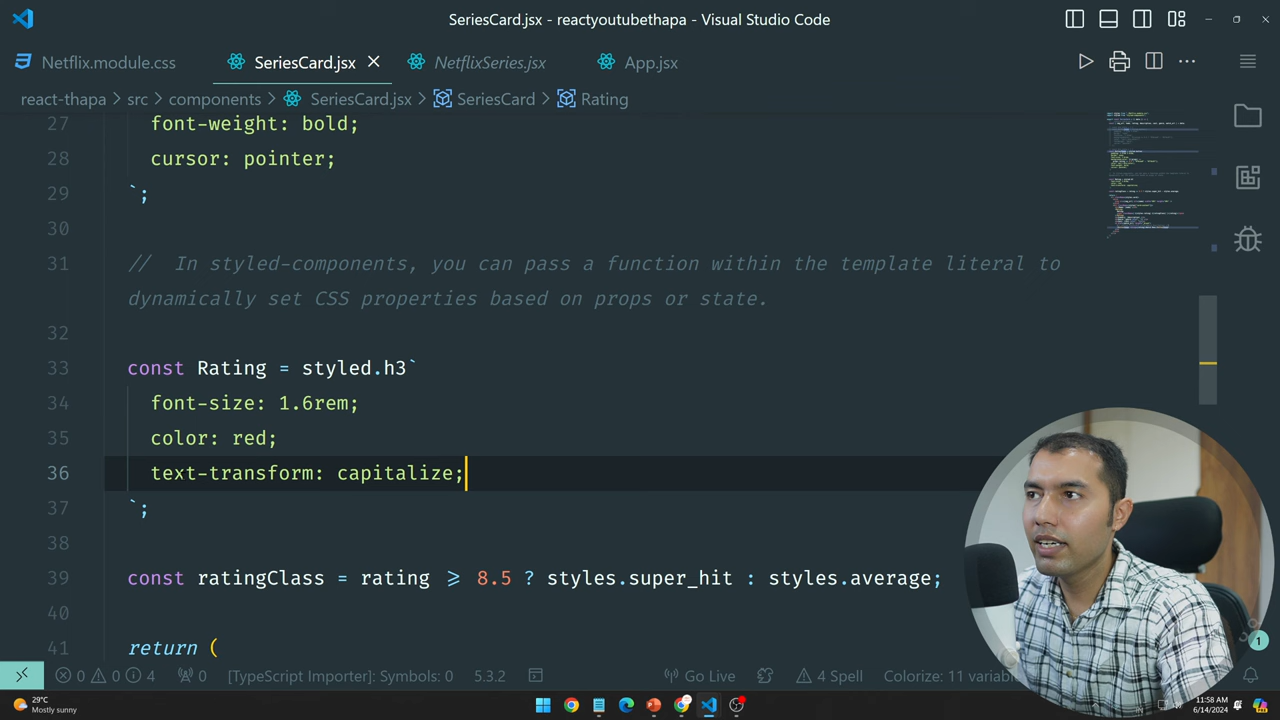 SeriesCard.jsx - reactyoutubethapa - Visual Studio Code
Netflix.module.css SeriesCard.jsx NetflixSeries.jsx App.jsx
react-thapa > src > components > SeriesCard.jsx > SeriesCard > Rating
27 font-weight: bold;
28 cursor: pointer;
29 `;
30
31 // In styled-components, you can pass a function within the template literal to
dynamically set CSS properties based on props or state.
32
33 const Rating = styled.h3`
34 font-size: 1.6rem;
35 color: red;
36 text-transform: capitalize;
37 `;
38
39 const ratingClass = rating ⩾ 8.5 ? styles.super_hit : styles.average;
40
41 return (
0 0 4 0 [TypeScript Importer]: Symbols: 0 5.3.2 Go Live 4 Spell Colorize: 11 variab
1
29°C
Mostly sunny
11:58 AM
6/14/2024